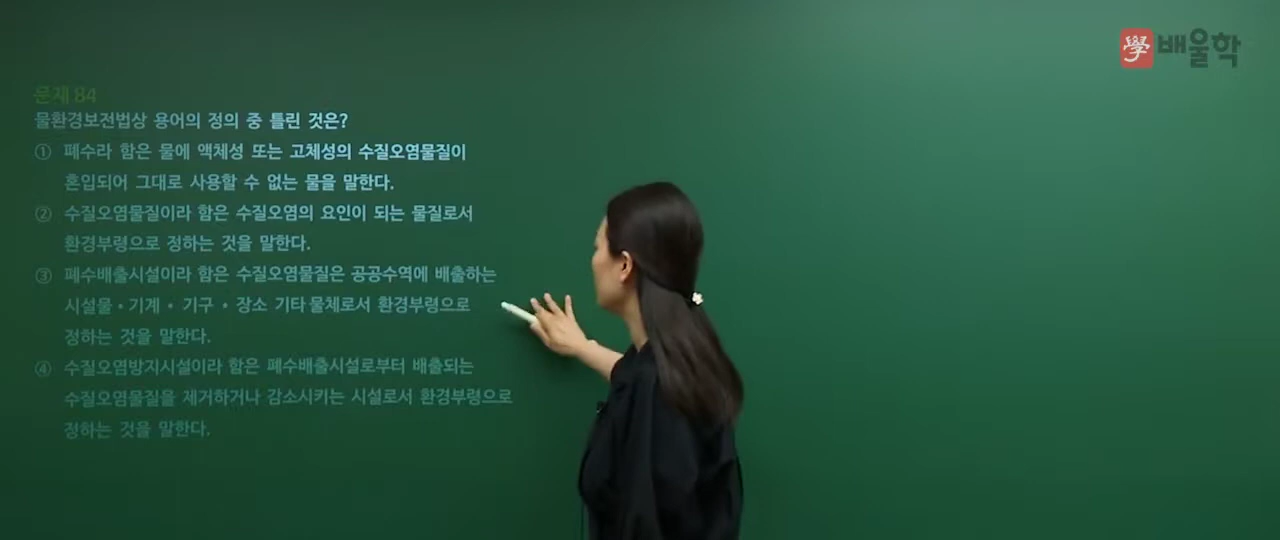 學배울학
문제 84
물환경보전법상 용어의 정의 중 틀린 것은?
① 폐수라 함은 물에 액체성 또는 고체성의 수질오염물질이
혼입되어 그대로 사용할 수 없는 물을 말한다.
② 수질오염물질이라 함은 수질오염의 요인이 되는 물질로서
환경부령으로 정하는 것을 말한다.
③ 폐수배출시설이라 함은 수질오염물질은 공공수역에 배출하는
시설물・기계・ 기구・장소 기타 물체로서 환경부령으로
정하는 것을 말한다.
④ 수질오염방지시설이라 함은 폐수배출시설로부터 배출되는
수질오염물질을 제거하거나 감소시키는 시설로서 환경부령으로
정하는 것을 말한다.